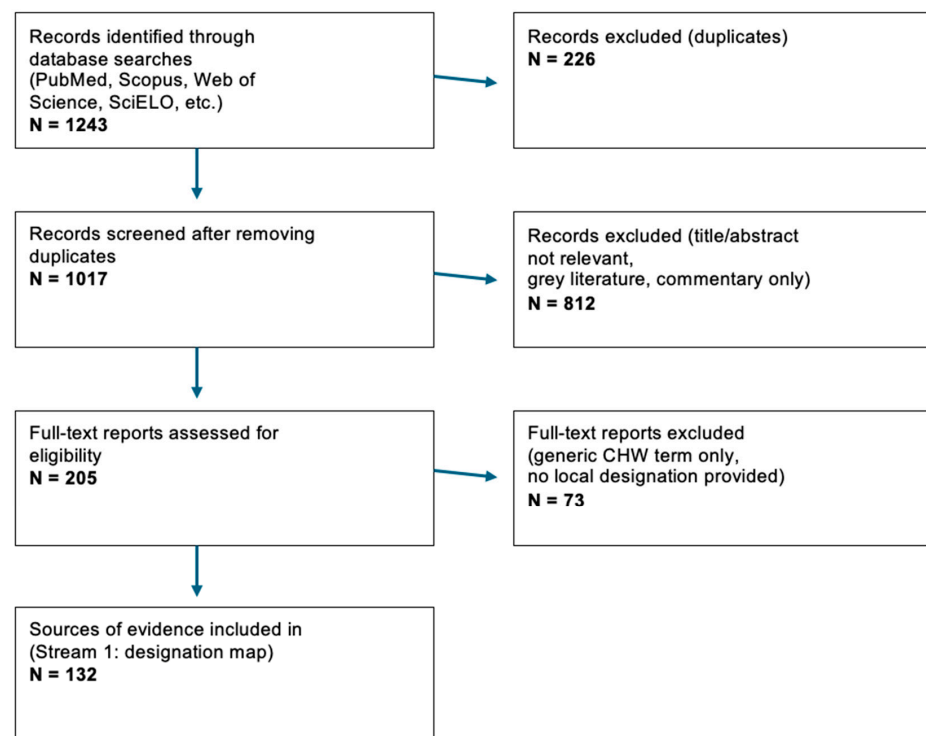 Records identified through
database searches
(PubMed, Scopus, Web of
Science, SciELO, etc.)
N = 1243
Records excluded (duplicates)
N = 226
Records screened after removing
duplicates
N = 1017
Records excluded (title/abstract
not relevant,
grey literature, commentary only)
N = 812
Full-text reports assessed for
eligibility
N = 205
Full-text reports excluded
(generic CHW term only,
no local designation provided)
N = 73
Sources of evidence included in
(Stream 1: designation map)
N = 132